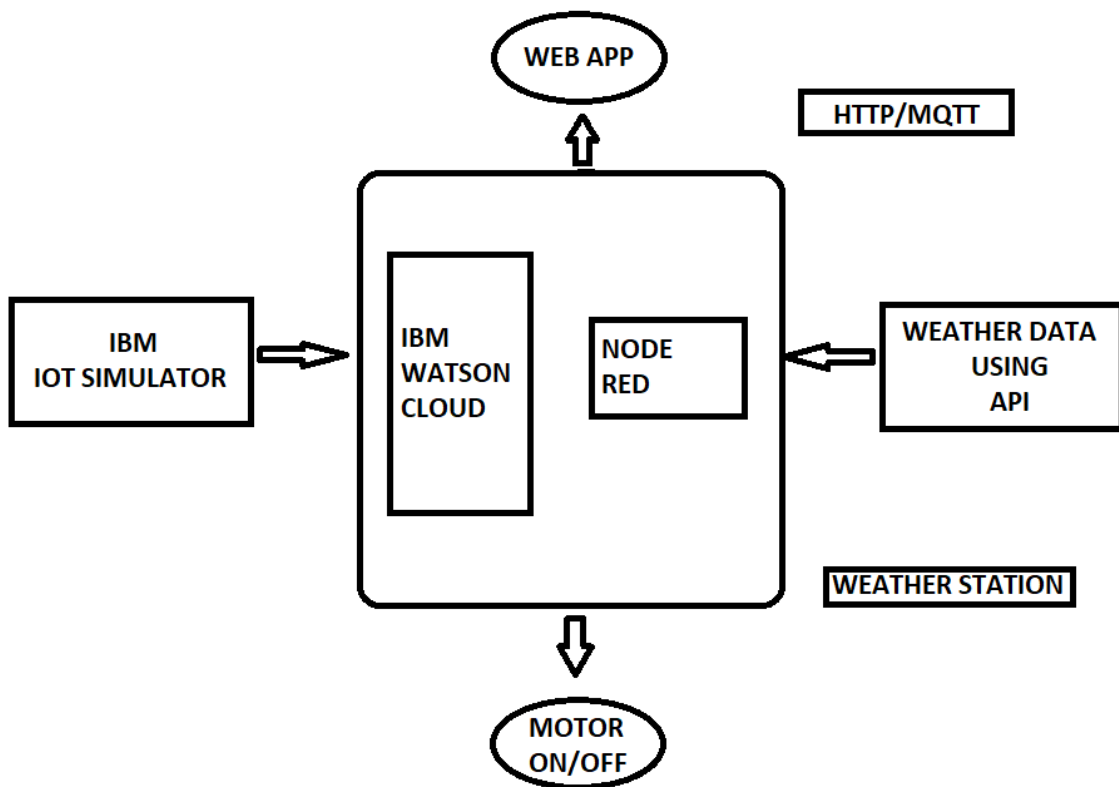 WEB APP
HTTP/MQTT
IBM
IOT SIMULATOR
IBM
WATSON
CLOUD
NODE
RED
WEATHER DATA
USING
API
WEATHER STATION
MOTOR
ON/OFF